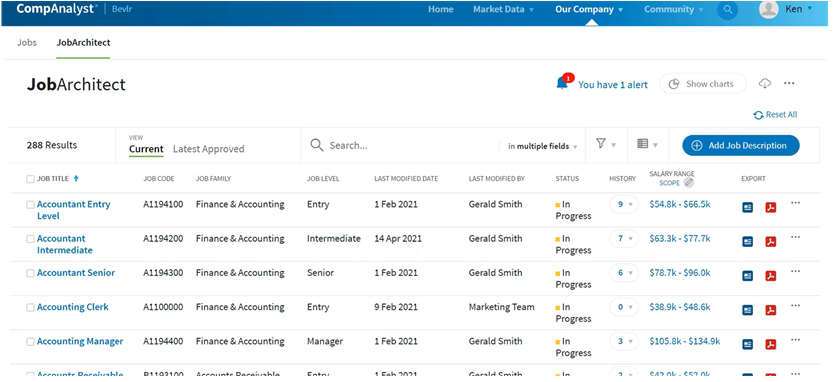 CompAnalyst® | Bevlr Home Market Data Our Company Community Ken
Jobs JobArchitect
JobArchitect 1 You have 1 alert Show charts
Reset All
288 Results VIEW Current Latest Approved Search... in multiple fields Add Job Description
JOB TITLE JOB CODE JOB FAMILY JOB LEVEL LAST MODIFIED DATE LAST MODIFIED BY STATUS HISTORY SALARY RANGE SCOPE EXPORT
Accountant Entry Level A1194100 Finance & Accounting Entry 1 Feb 2021 Gerald Smith In Progress 9 $54.8k - $66.5k
Accountant Intermediate A1194200 Finance & Accounting Intermediate 14 Apr 2021 Gerald Smith In Progress 7 $63.3k - $77.7k
Accountant Senior A1194300 Finance & Accounting Senior 1 Feb 2021 Gerald Smith In Progress 6 $78.7k - $96.0k
Accounting Clerk A1100000 Finance & Accounting Entry 9 Feb 2021 Marketing Team In Progress 0 $38.9k - $48.6k
Accounting Manager A1194400 Finance & Accounting Manager 1 Feb 2021 Gerald Smith In Progress 3 $105.8k - $134.9k
Accounts Receivable B1193100 Accounts Receivable Entry 1 Feb 2021 Gerald Smith In $42.0k - $52.0k